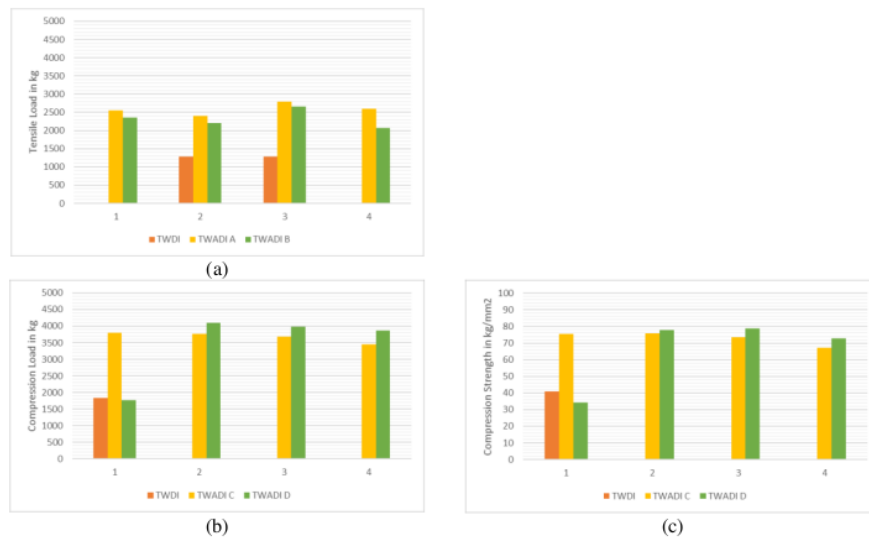 5000
4500
4000
3500
3000
2500
2000
1500
1000
500
0
Tensile Load in kg
1 2 3 4
TWDI TWADI A TWADI B
(a)
5000
4500
4000
3500
3000
2500
2000
1500
1000
500
0
Compression Load in kg
1 2 3 4
TWDI TWADI C TWADI D
(b)
100
90
80
70
60
50
40
30
20
10
0
Compression Strength in kg/mm2
1 2 3 4
TWDI TWADI C TWADI D
(c)